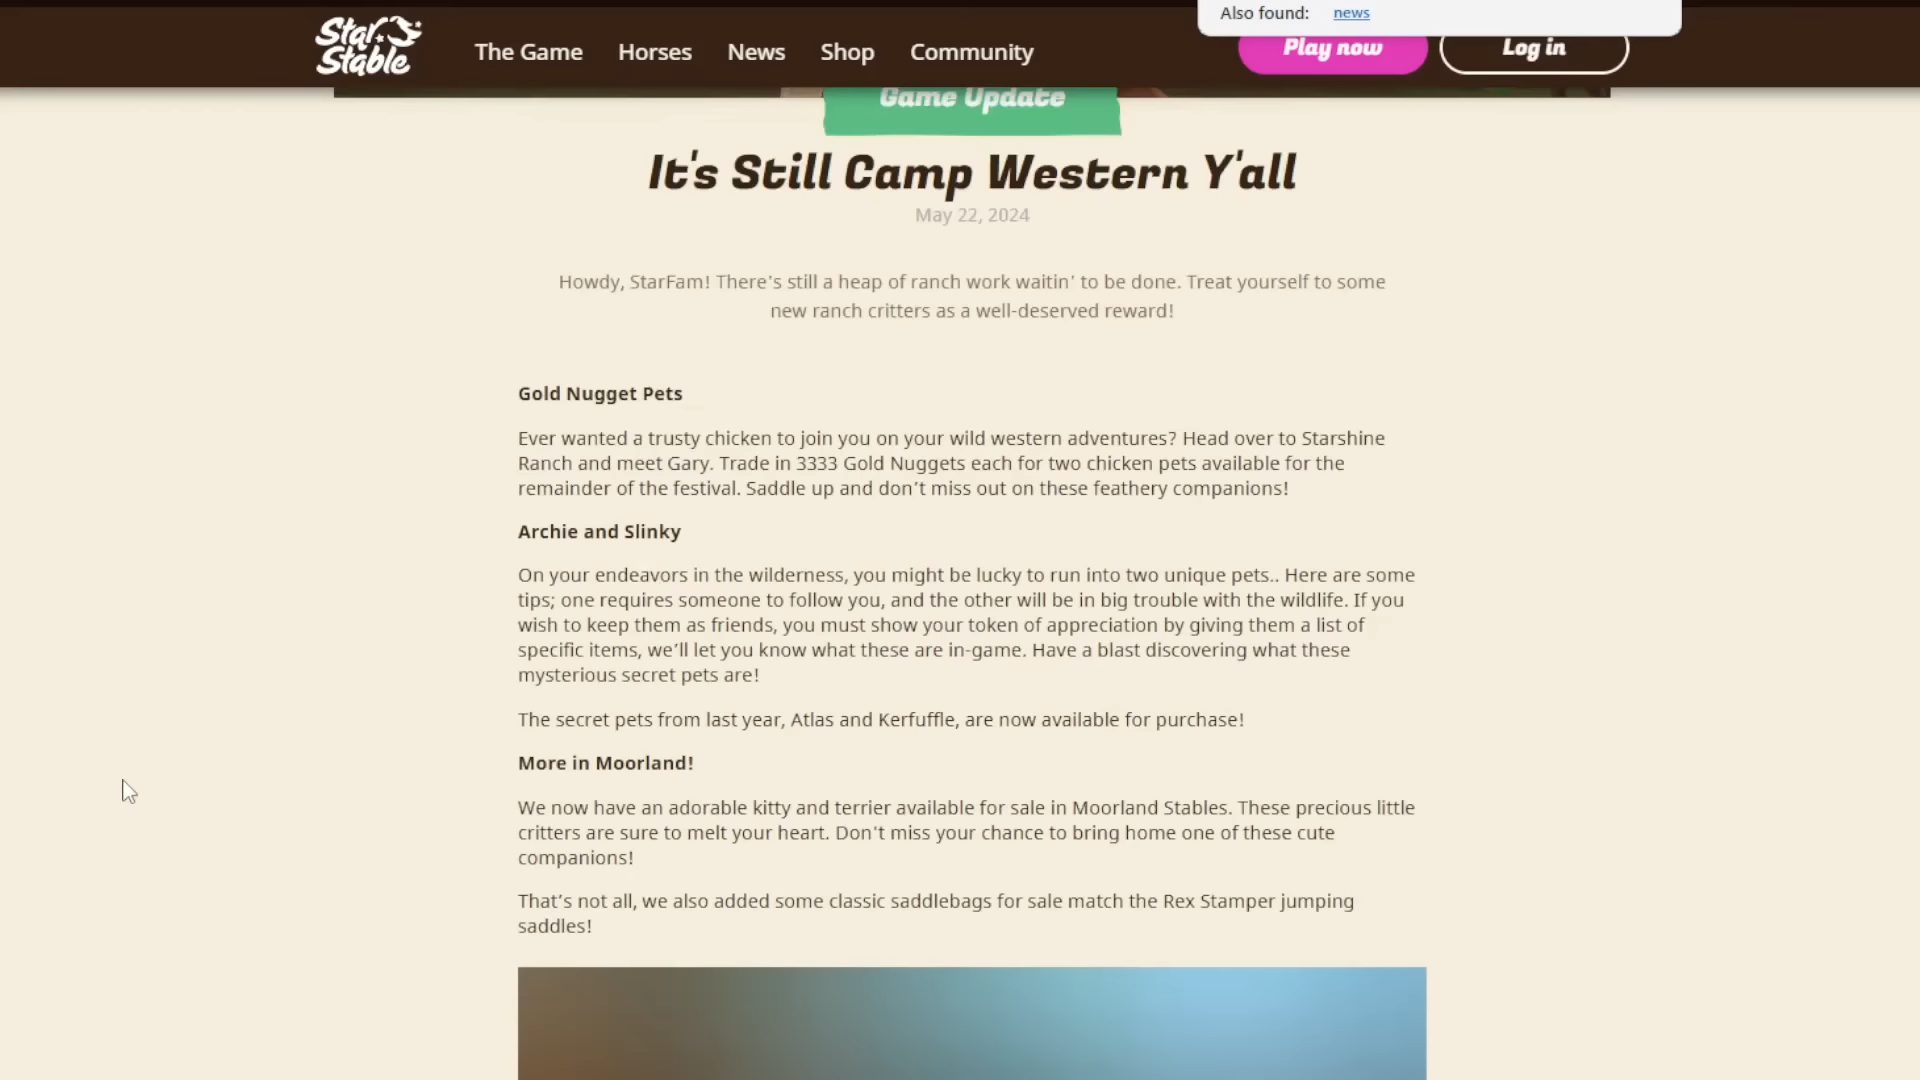 Also found: news
Star Stable
The Game Horses News Shop Community
Play now Log in
Game Update
It's Still Camp Western Y'all
May 22, 2024
Howdy, StarFam! There's still a heap of ranch work waitin' to be done. Treat yourself to some
new ranch critters as a well-deserved reward!
Gold Nugget Pets
Ever wanted a trusty chicken to join you on your wild western adventures? Head over to Starshine
Ranch and meet Gary. Trade in 3333 Gold Nuggets each for two chicken pets available for the
remainder of the festival. Saddle up and don't miss out on these feathery companions!
Archie and Slinky
On your endeavors in the wilderness, you might be lucky to run into two unique pets.. Here are some
tips; one requires someone to follow you, and the other will be in big trouble with the wildlife. If you
wish to keep them as friends, you must show your token of appreciation by giving them a list of
specific items, we'll let you know what these are in-game. Have a blast discovering what these
mysterious secret pets are!
The secret pets from last year, Atlas and Kerfuffle, are now available for purchase!
More in Moorland!
We now have an adorable kitty and terrier available for sale in Moorland Stables. These precious little
critters are sure to melt your heart. Don't miss your chance to bring home one of these cute
companions!
That's not all, we also added some classic saddlebags for sale match the Rex Stamper jumping
saddles!